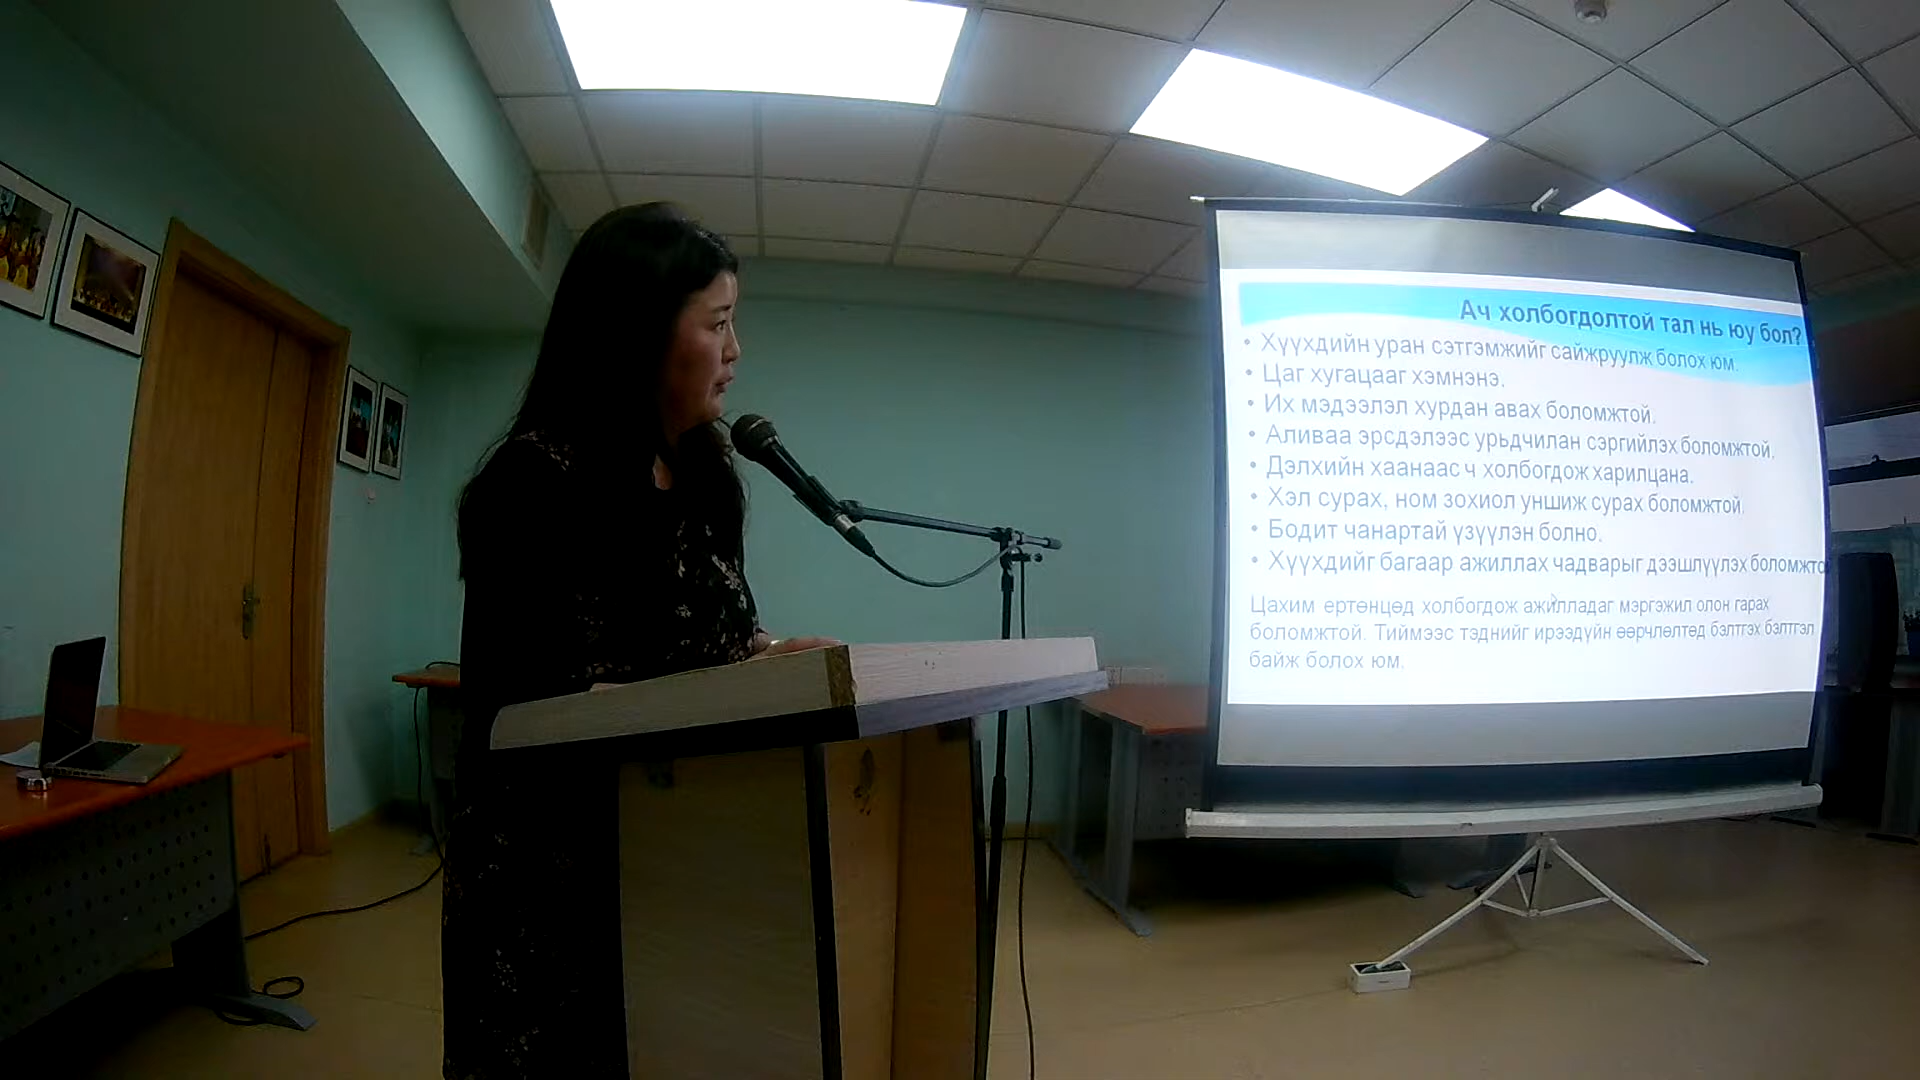 Ач холбогдолтой тал нь юу бол?
• Хүүхдийн уран сэтгэмжийг сайжруулж болох юм.
• Цаг хугацааг хэмнэнэ.
• Их мэдээлэл хурдан авах боломжтой.
• Аливаа эрсдэлээс урьдчилан сэргийлэх боломжтой.
• Дэлхийн хаанаас ч холбогдож харилцана.
• Хэл сурах, ном зохиол уншиж сурах боломжтой.
• Бодит чанартай үзүүлэн болно.
• Хүүхдийг багаар ажиллах чадварыг дээшлүүлэх боломжто
Цахим ертөнцөд холбогдож ажилладаг мэргэжил олон гарах
боломжтой. Тиймээс тэднийг ирээдүйн өөрчлөлтөд бэлтгэх бэлтгэл
байж болох юм.